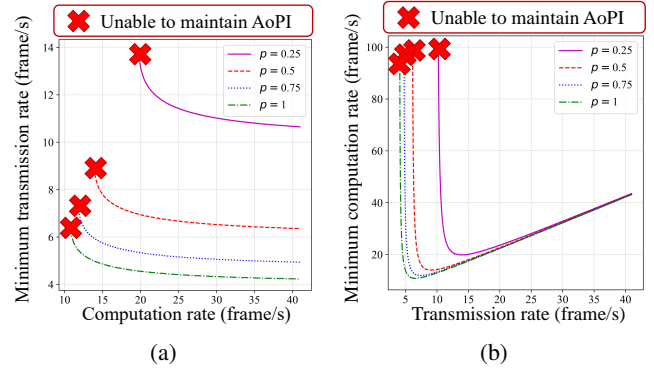 Unable to maintain AoPI
Minimum transmission rate (frame/s)
14
12
10
8
6
4
p = 0.25
p = 0.5
p = 0.75
p = 1
10 15 20 25 30 35 40
Computation rate (frame/s)
(a)
Unable to maintain AoPI
Minimum computation rate (frame/s)
100
80
60
40
20
p = 0.25
p = 0.5
p = 0.75
p = 1
5 10 15 20 25 30 35 40
Transmission rate (frame/s)
(b)